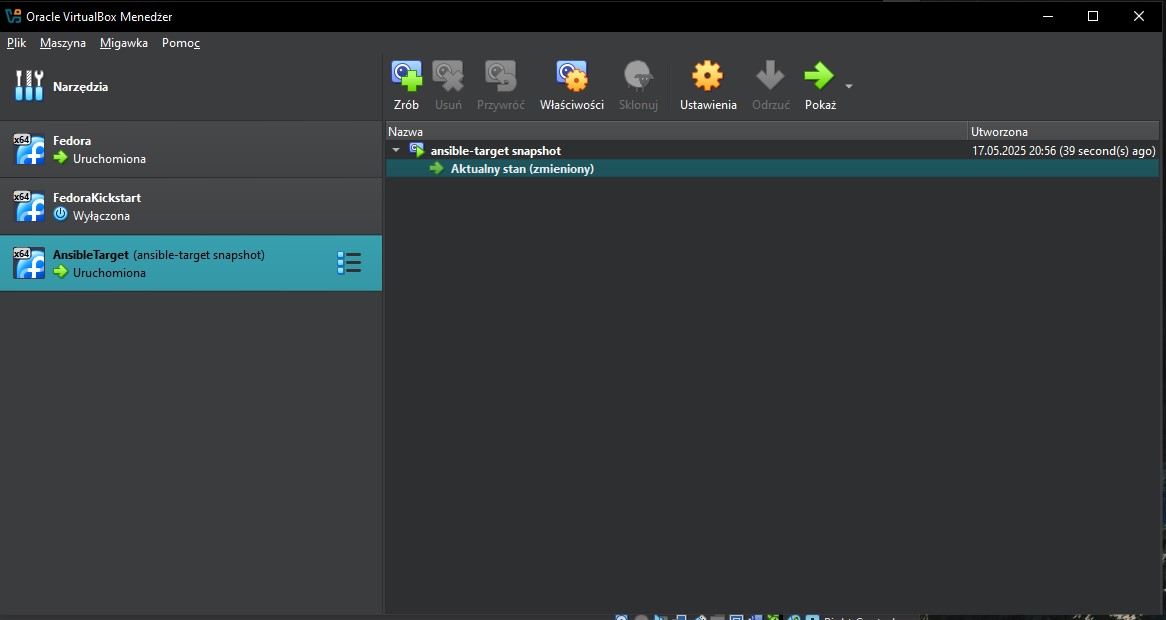 Oracle VirtualBox Menedżer
Plik Maszyna Migawka Pomoc
Narzędzia
x64
Fedora
Uruchomiona
x64
FedoraKickstart
Wyłączona
x64
AnsibleTarget (ansible-target snapshot)
Uruchomiona
Zrób Usuń Przywróć Właściwości Sklonuj Ustawienia Odrzuć Pokaż
Nazwa Utworzona
ansible-target snapshot 17.05.2025 20:56 (39 second(s) ago)
Aktualny stan (zmieniony)